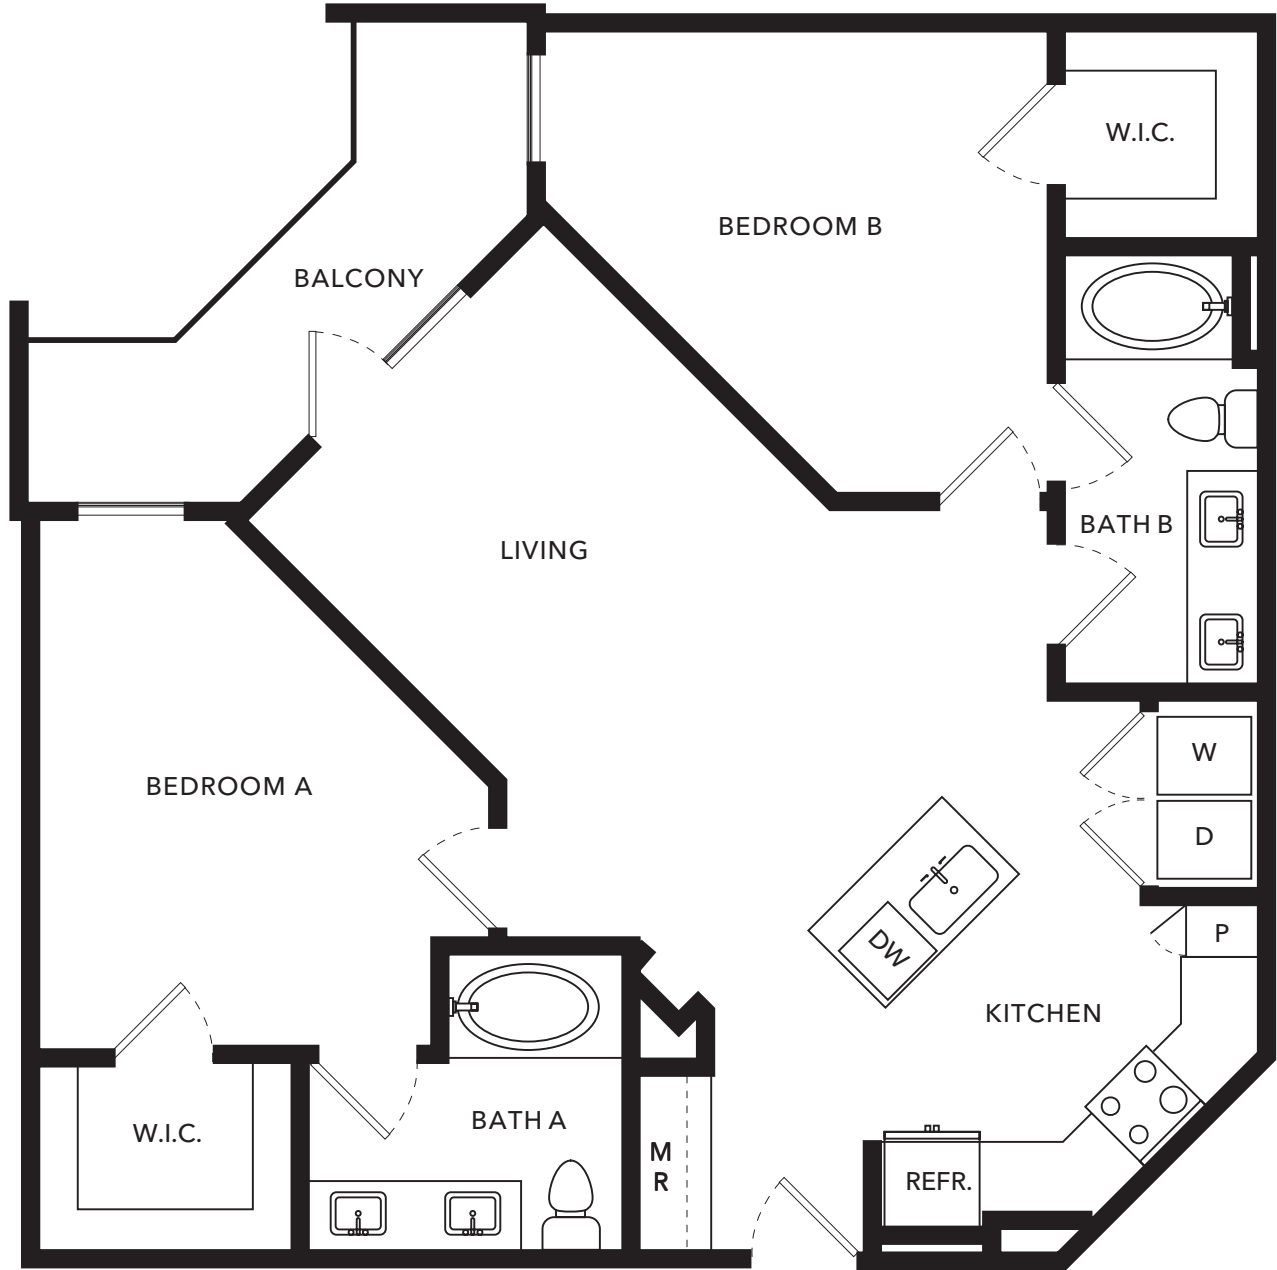 W.I.C.
BEDROOM B
BALCONY
BATH B
LIVING
W
BEDROOM A
D
P
DW
KITCHEN
BATH A
W.I.C.
M
R
REFR.